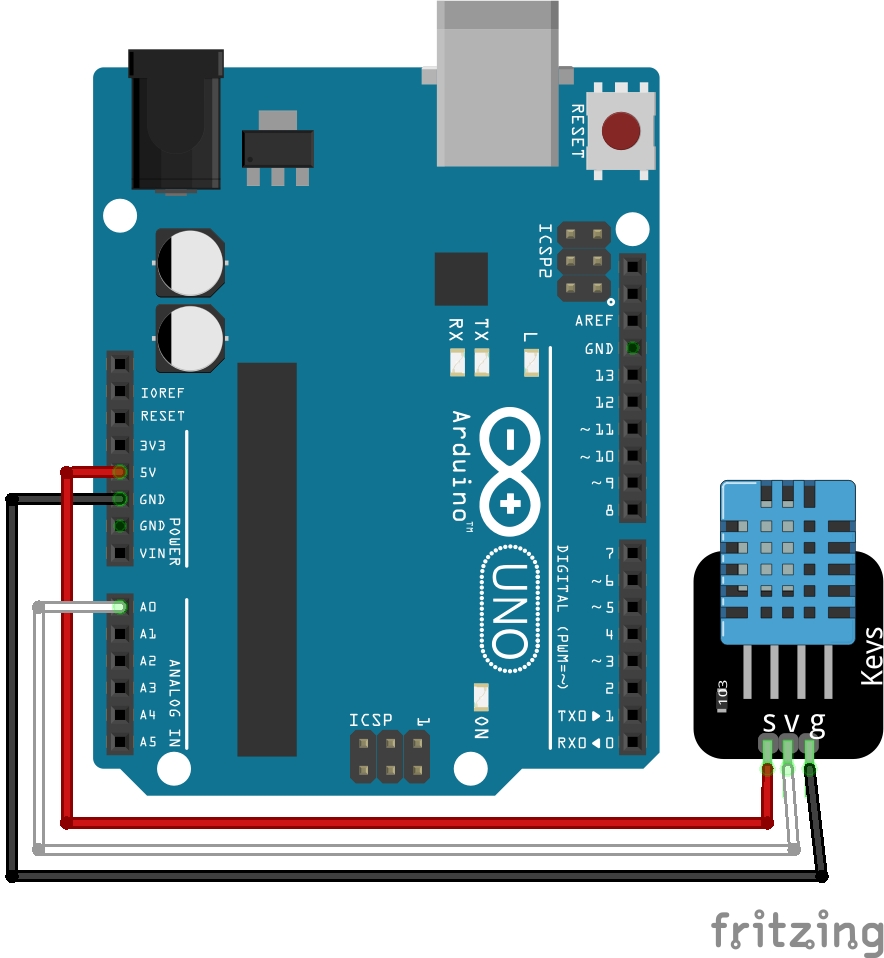 RESET
ICSP2
AREF
GND
13
12
~11
~10
~9
8
RX
TX
L
IOREF
RESET
3V3
5V
GND
GND
VIN
POWER
Arduino™
UNO
7
~6
~5
4
~3
2
TX0▶1
RX0◀0
DIGITAL (PWM=~)
A0
A1
A2
A3
A4
A5
ANALOG IN
ICSP
1
ON
Keys
103
s v g
fritzing